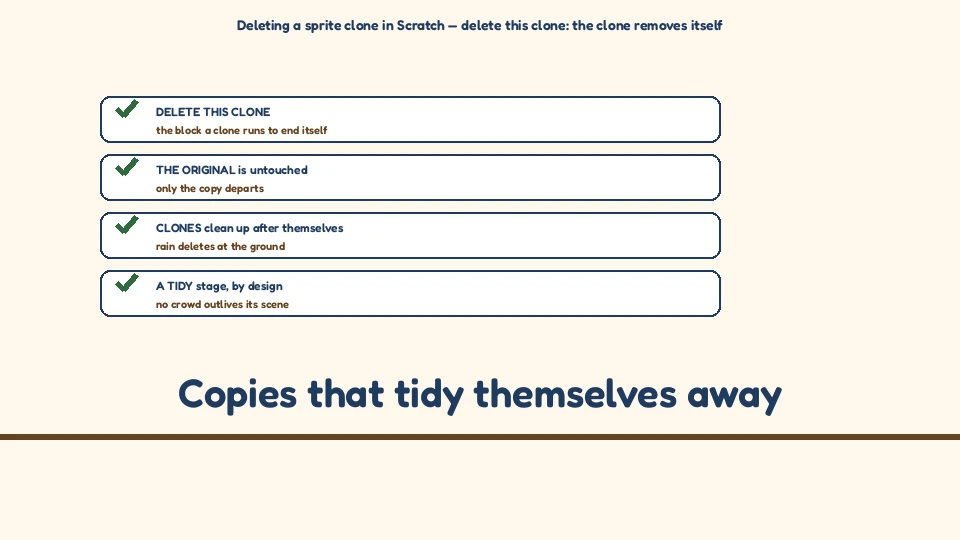 Deleting a sprite clone in Scratch — delete this clone: the clone removes itself
DELETE THIS CLONE
the block a clone runs to end itself
THE ORIGINAL is untouched
only the copy departs
CLONES clean up after themselves
rain deletes at the ground
A TIDY stage, by design
no crowd outlives its scene
Copies that tidy themselves away